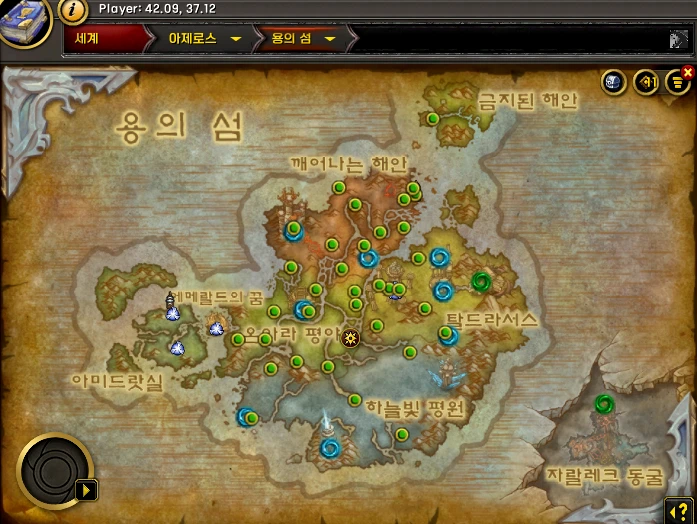 Player: 42.09, 37.12
세계
아제로스
용의 섬
금지된 해안
용의 섬
깨어나는 해안
에메랄드의 꿈
탈드라서스
온아라 평야
아미드랏실
하늘빛 평원
자랄레크 동굴